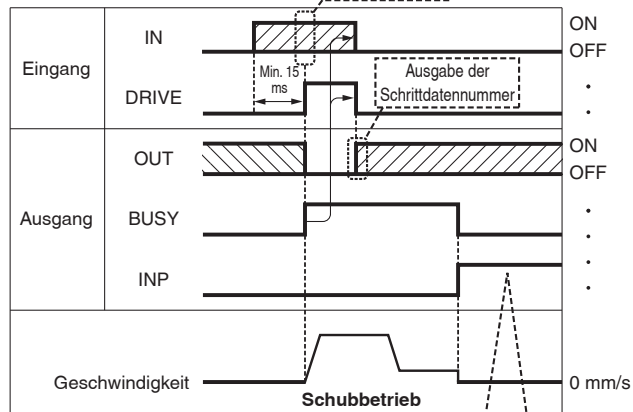 IN
ON
OFF
Eingang
Min. 15
ms
Ausgabe der
Schrittdatennummer
DRIVE
OUT
ON
OFF
Ausgang
BUSY
INP
Geschwindigkeit
0 mm/s
Schubbetrieb